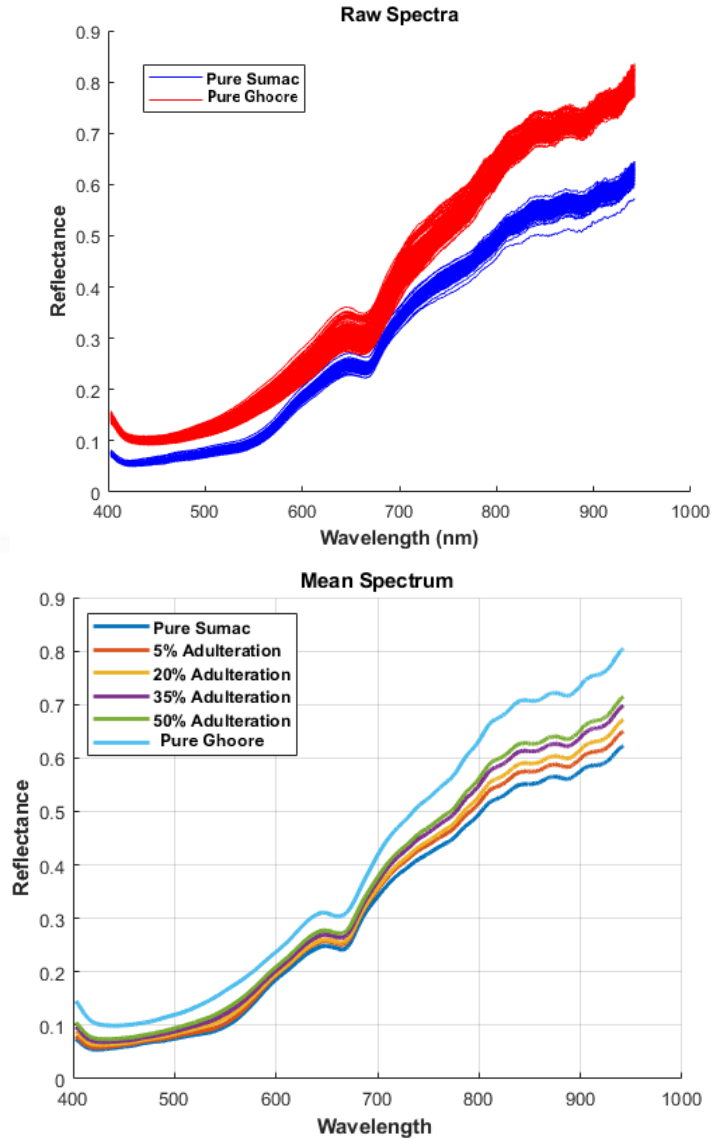 Raw Spectra
0.9
0.8
0.7
0.6
0.5
0.4
0.3
0.2
0.1
0
Reflectance
Pure Sumac
Pure Ghoore
400 500 600 700 800 900 1000
Wavelength (nm)
Mean Spectrum
0.9
0.8
0.7
0.6
0.5
0.4
0.3
0.2
0.1
0
Reflectance
Pure Sumac
5% Adulteration
20% Adulteration
35% Adulteration
50% Adulteration
Pure Ghoore
400 500 600 700 800 900 1000
Wavelength